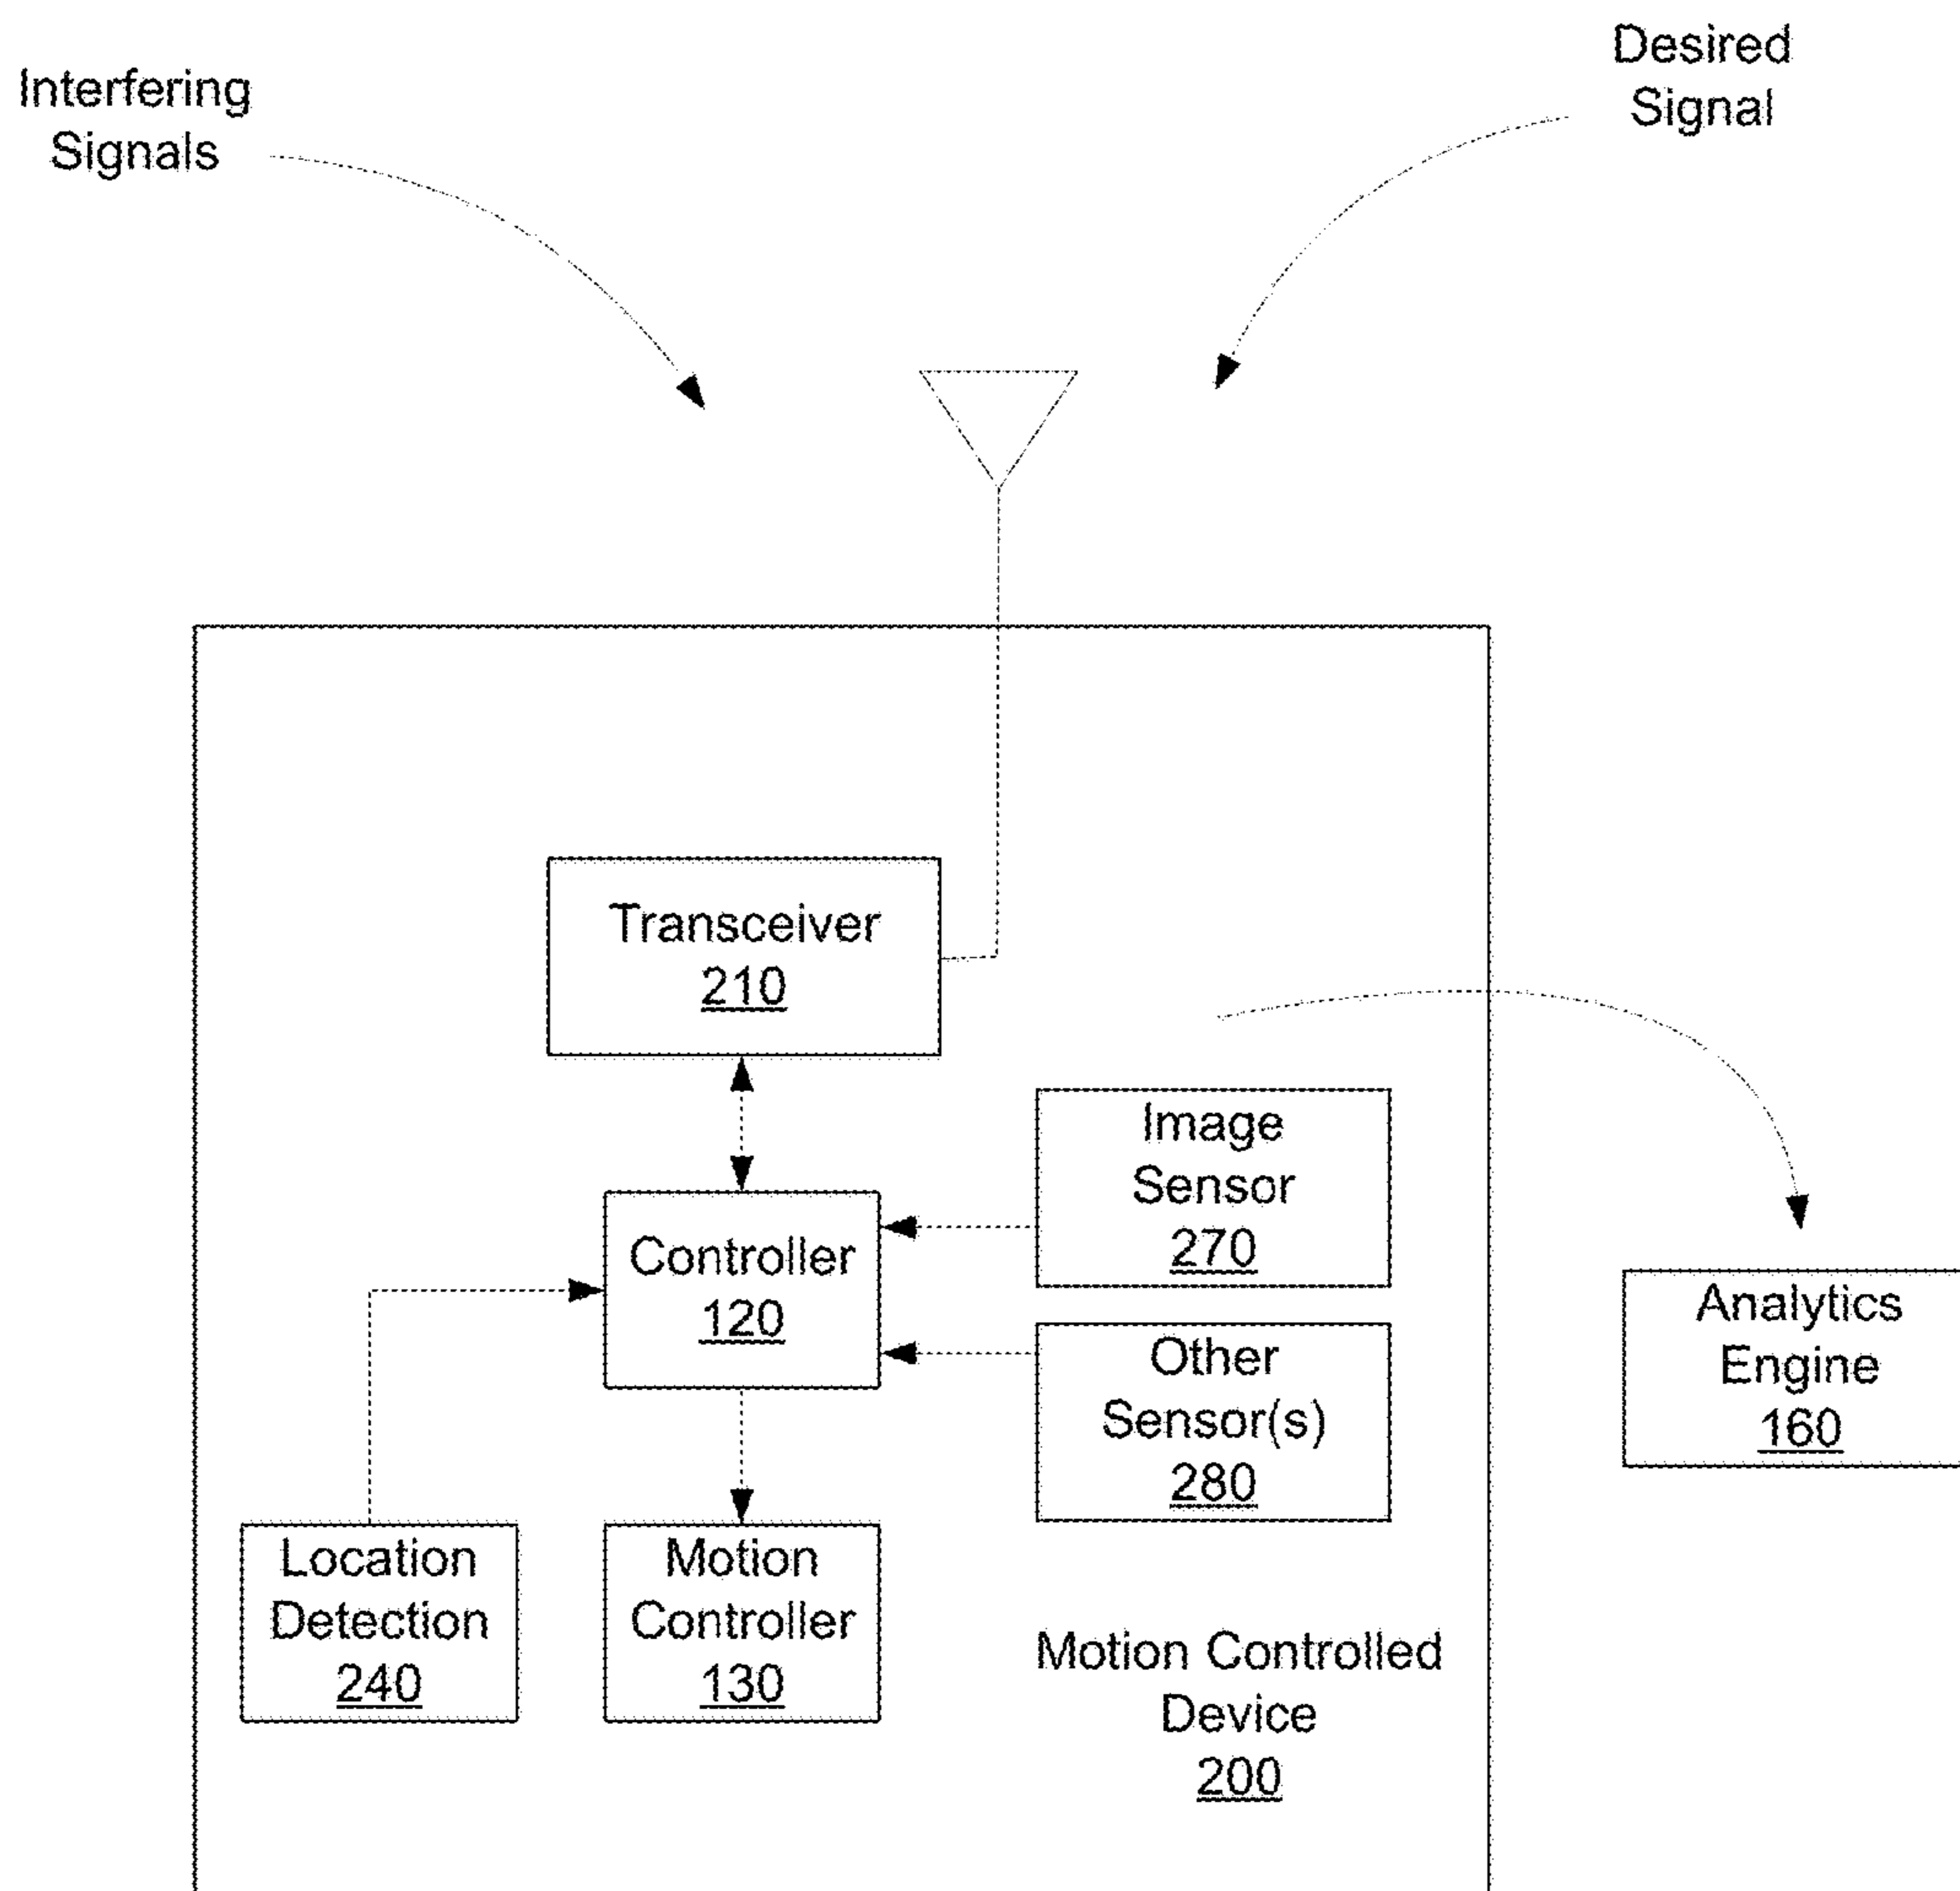 Interfering
Signals
Desired
Signal
Transceiver
210
Image
Sensor
270
Controller
120
Analytics
Engine
160
Other
Sensor(s)
280
Location
Detection
240
Motion
Controller
130
Motion Controlled
Device
200